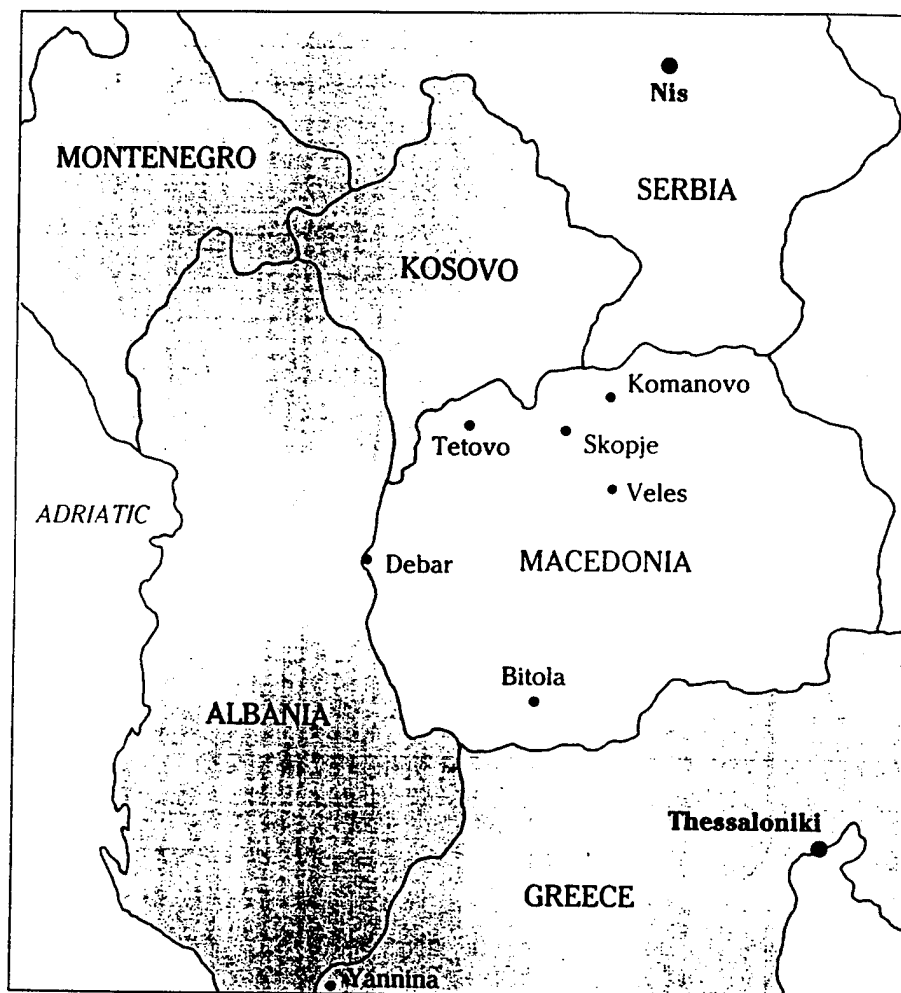 Nis
MONTENEGRO
SERBIA
KOSOVO
Komanovo
Tetovo
Skopje
Veles
ADRIATIC
Debar
MACEDONIA
Bitola
ALBANIA
Thessaloniki
GREECE
Yannina